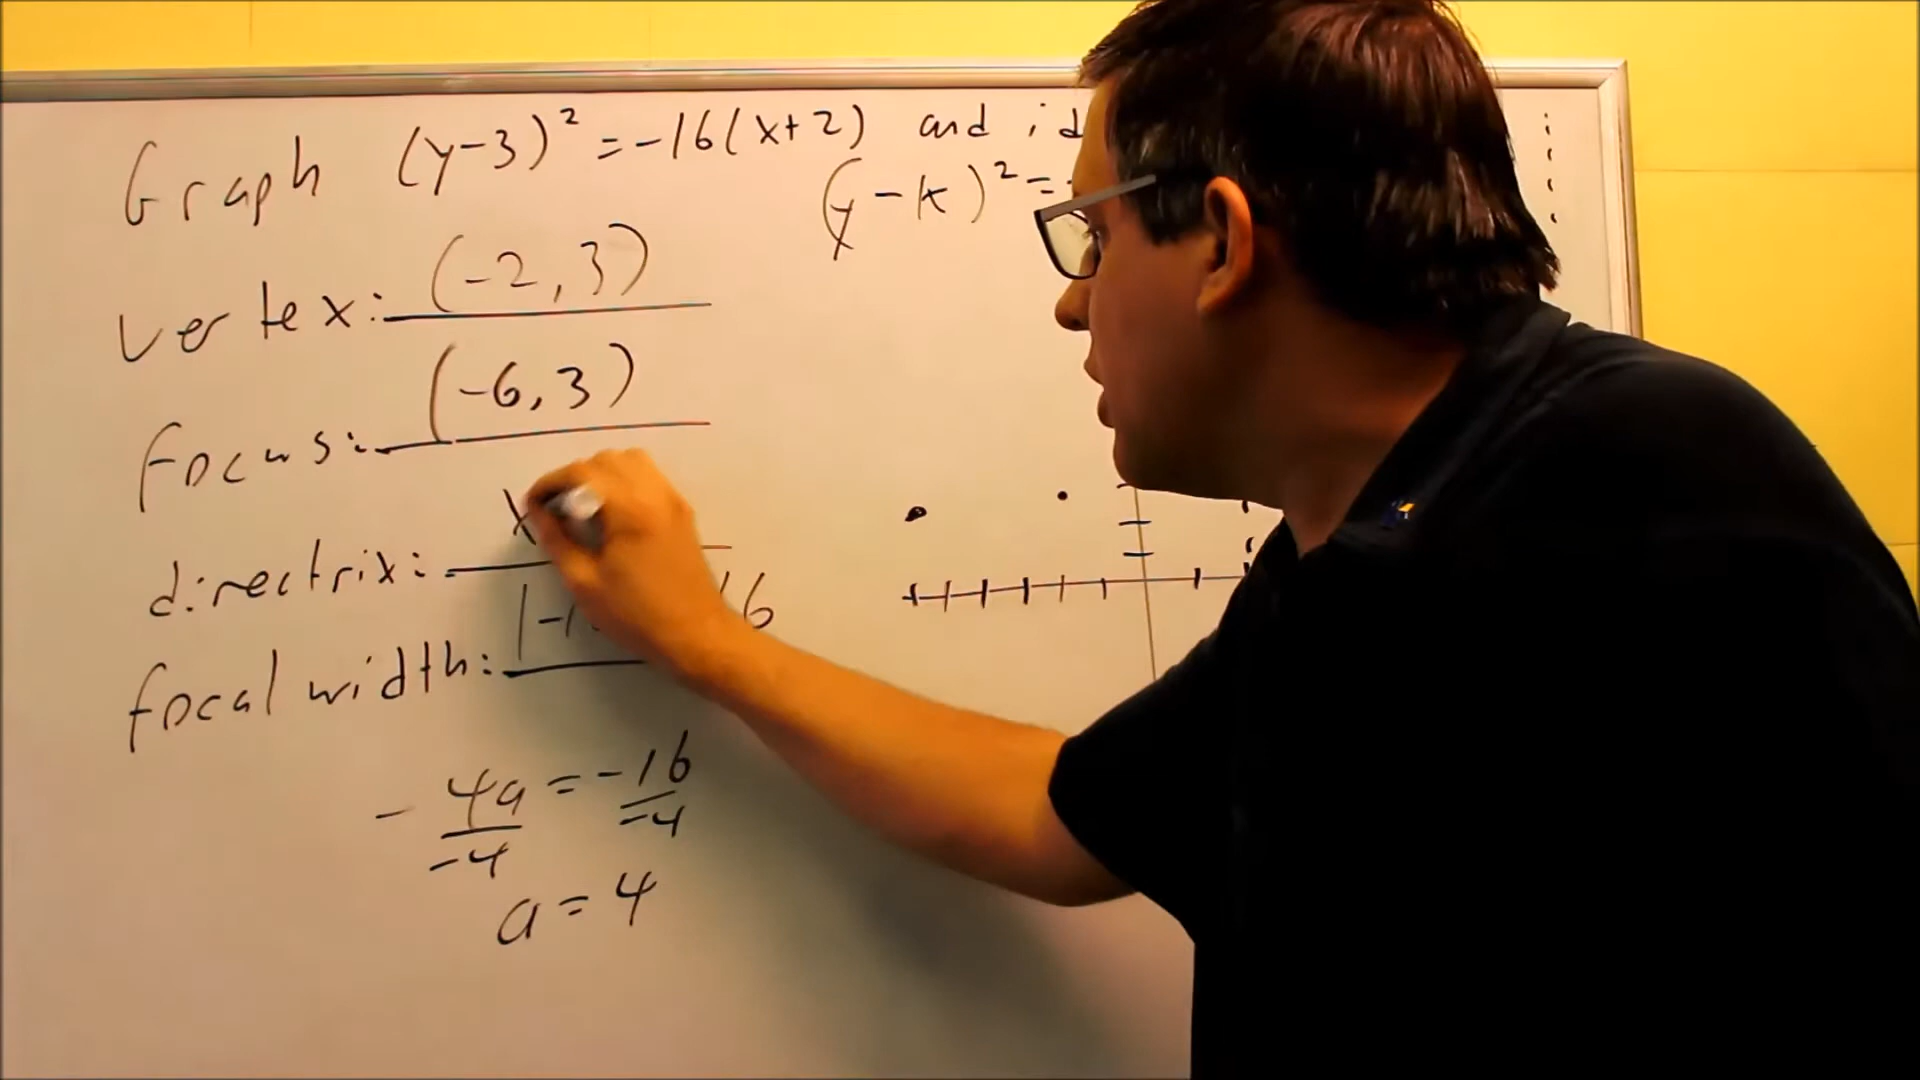 Graph (y-3)² = -16(x+2) and id
(y-k)² =
vertex: (-2,3)
focus: (-6,3)
directrix: x
focal width: |-1 16
-4a = -16
-4 -4
a = 4